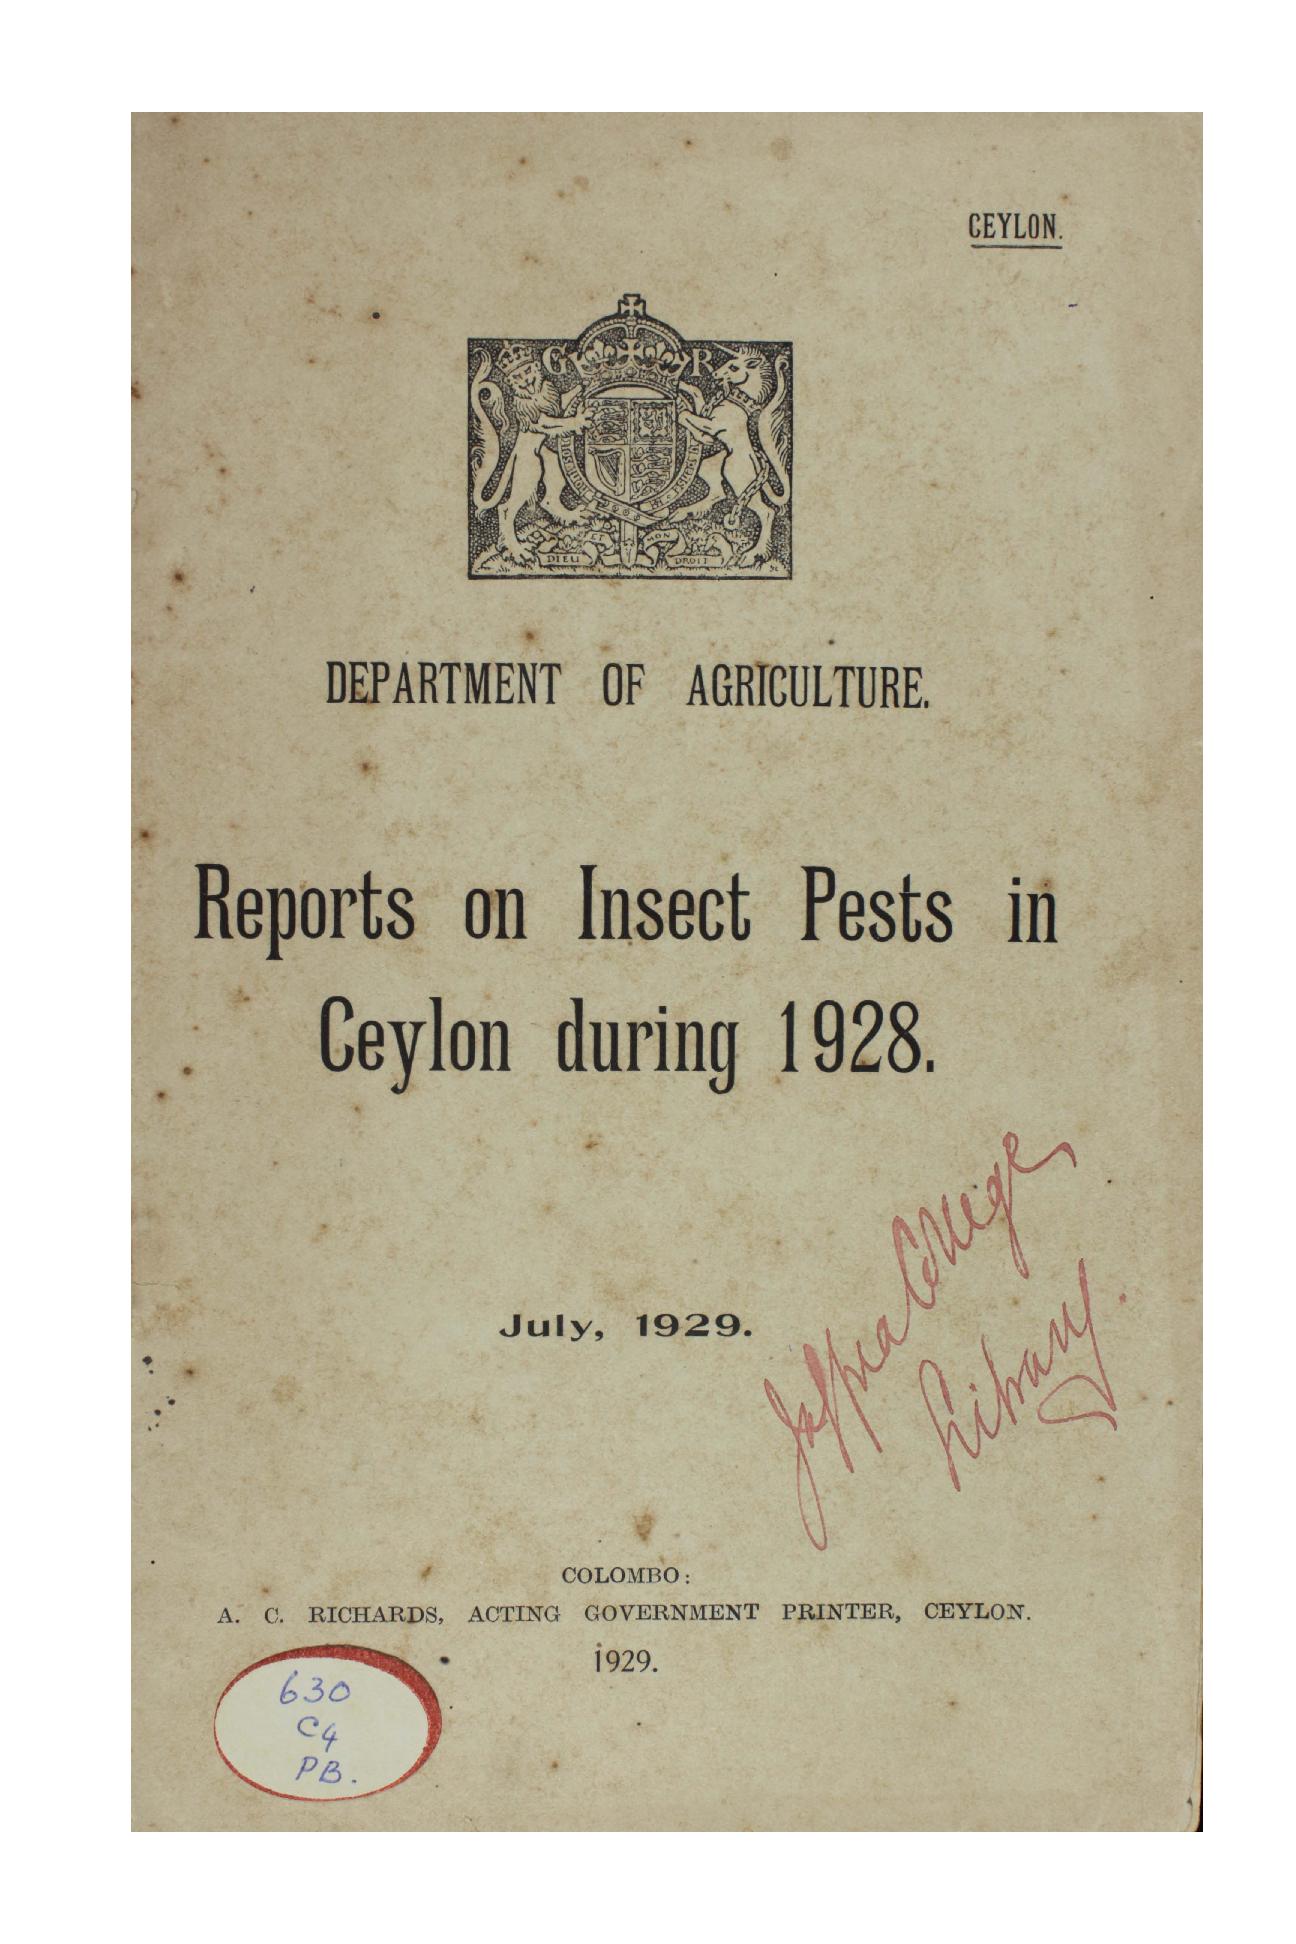 CEYLON.
G R
DIEU ET MON DROIT
DEPARTMENT OF AGRICULTURE.
Reports on Insect Pests in
Ceylon during 1928.
Jaffna College
Library.
July, 1929.
COLOMBO:
A. C. RICHARDS, ACTING GOVERNMENT PRINTER, CEYLON.
1929.
630
C4
PB.